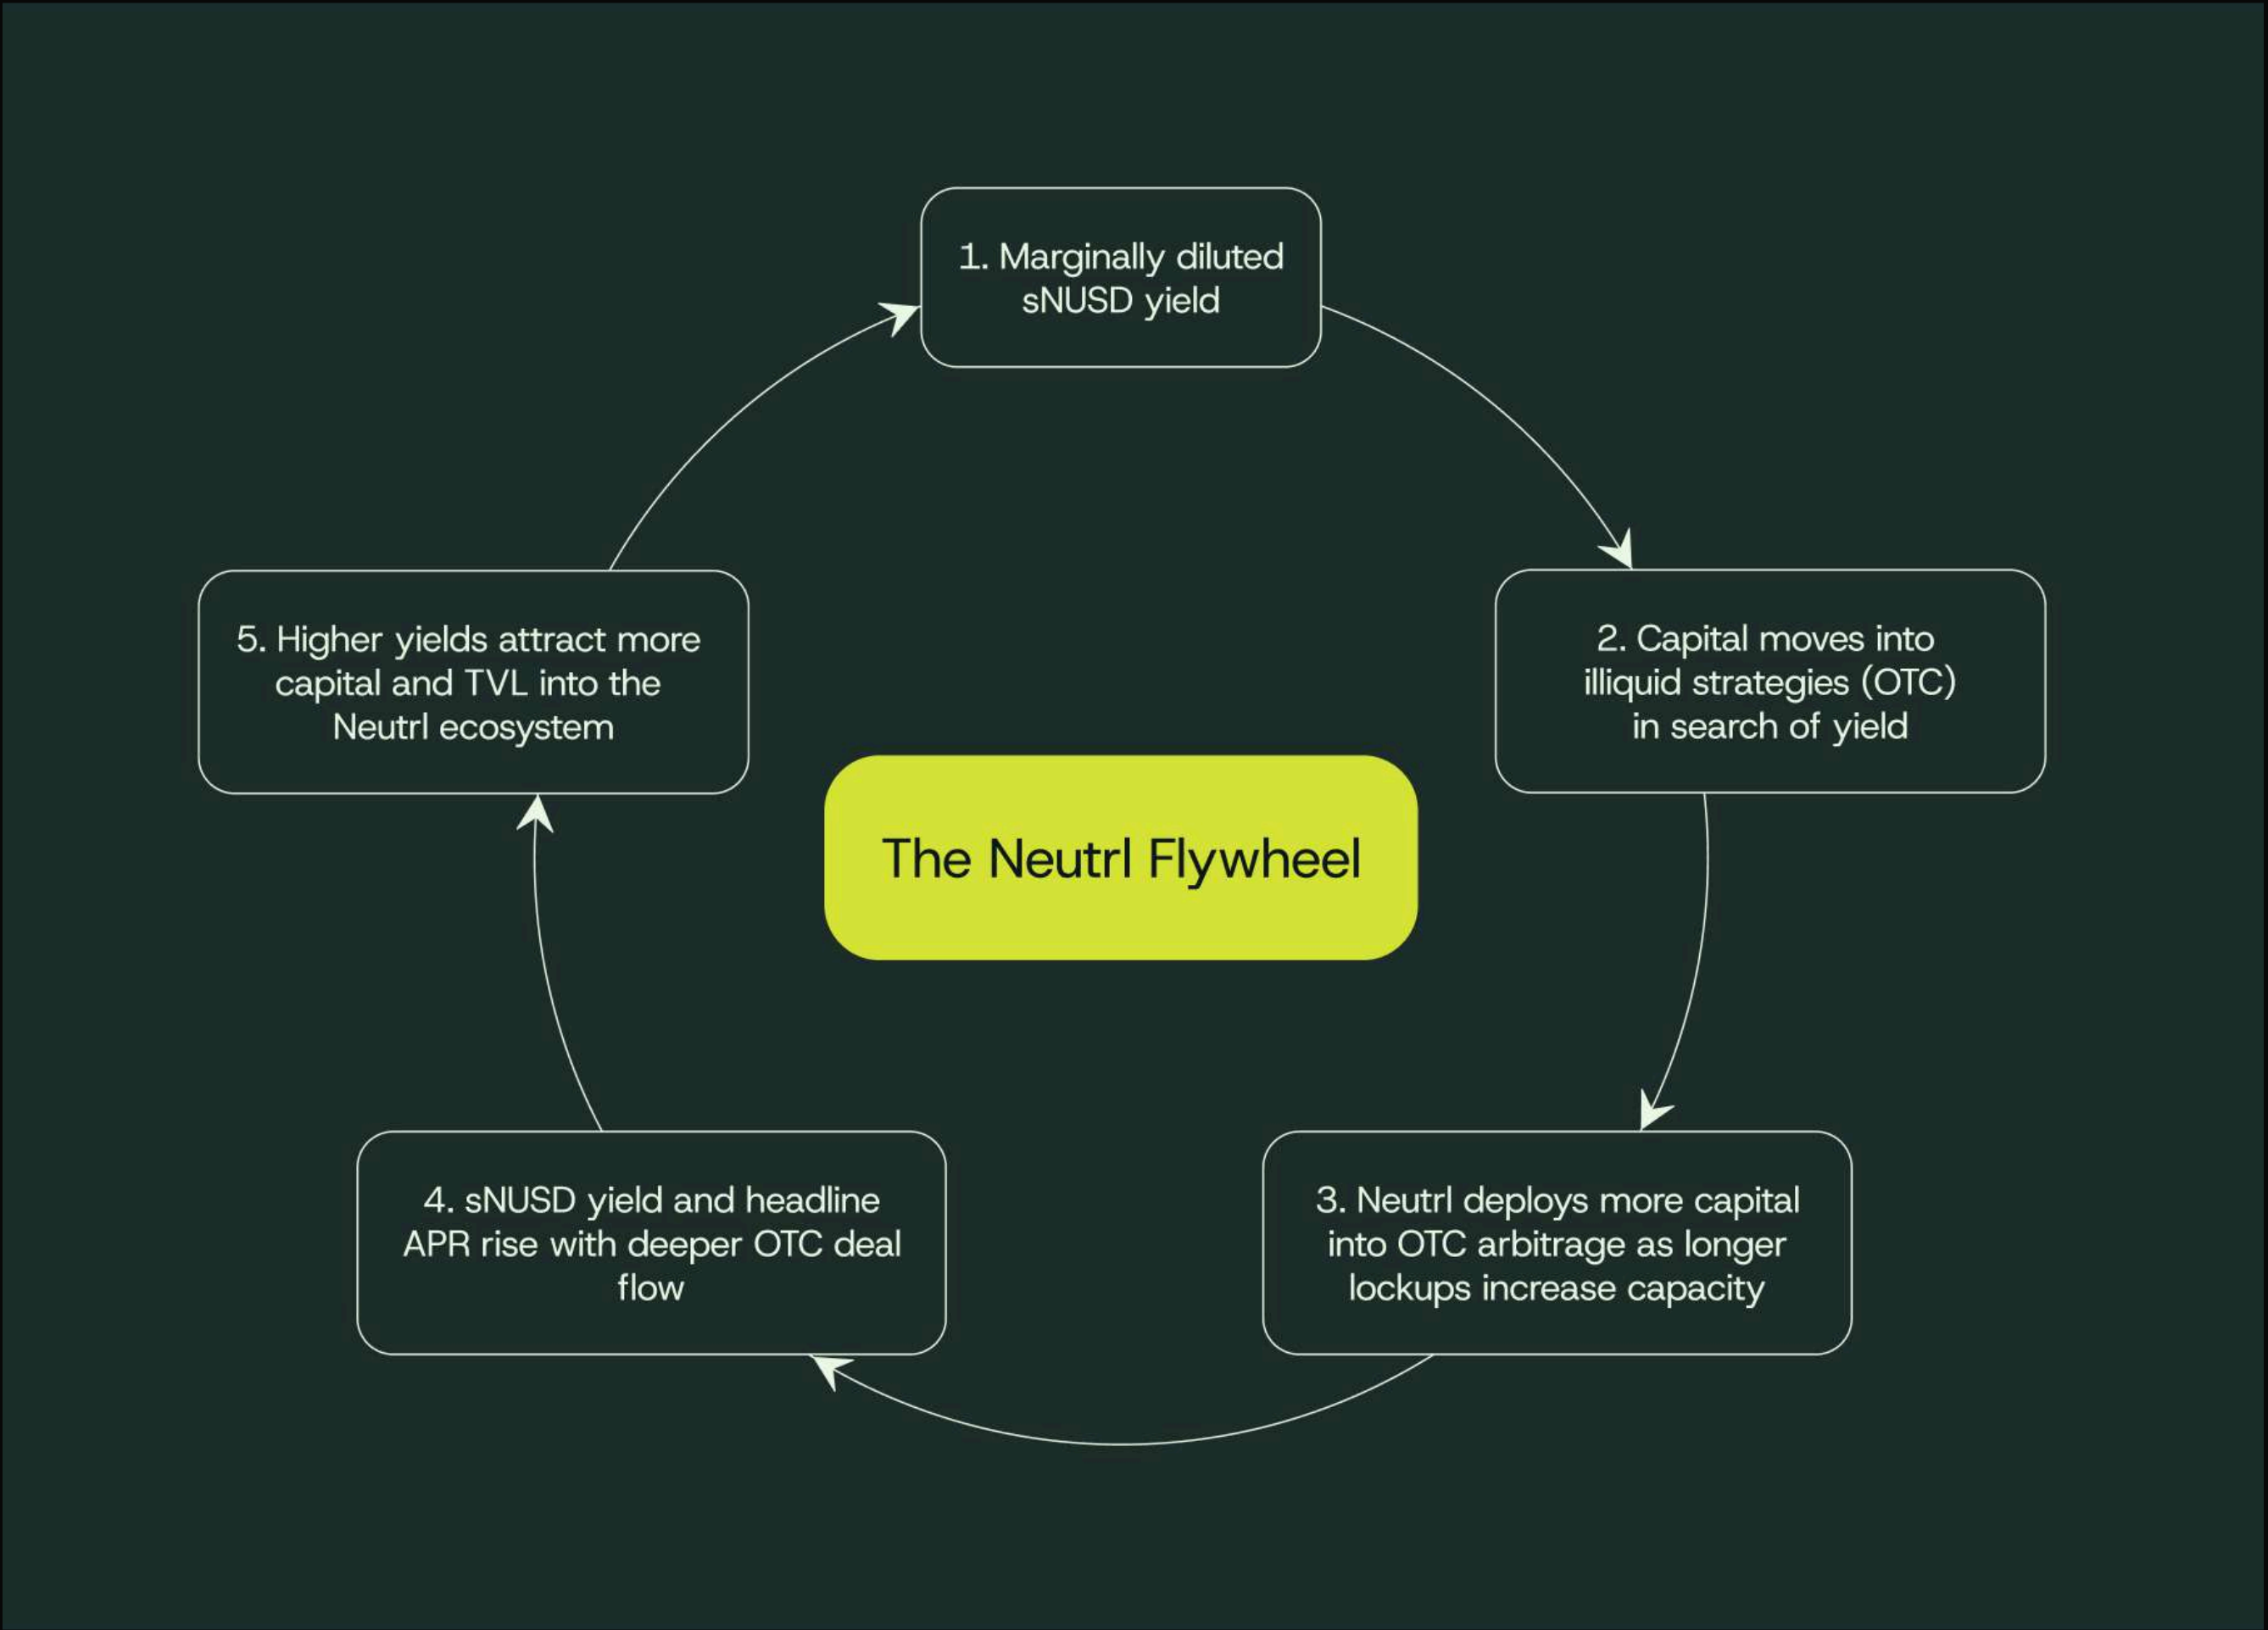 1. Marginally diluted
sNUSD yield
2. Capital moves into
illiquid strategies (OTC)
in search of yield
3. Neutrl deploys more capital
into OTC arbitrage as longer
lockups increase capacity
4. sNUSD yield and headline
APR rise with deeper OTC deal
flow
5. Higher yields attract more
capital and TVL into the
Neutrl ecosystem
The Neutrl Flywheel